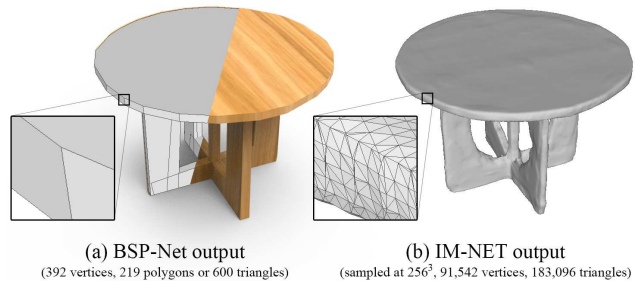 (a) BSP-Net output
(392 vertices, 219 polygons or 600 triangles)
(b) IM-NET output
(sampled at 256³, 91,542 vertices, 183,096 triangles)